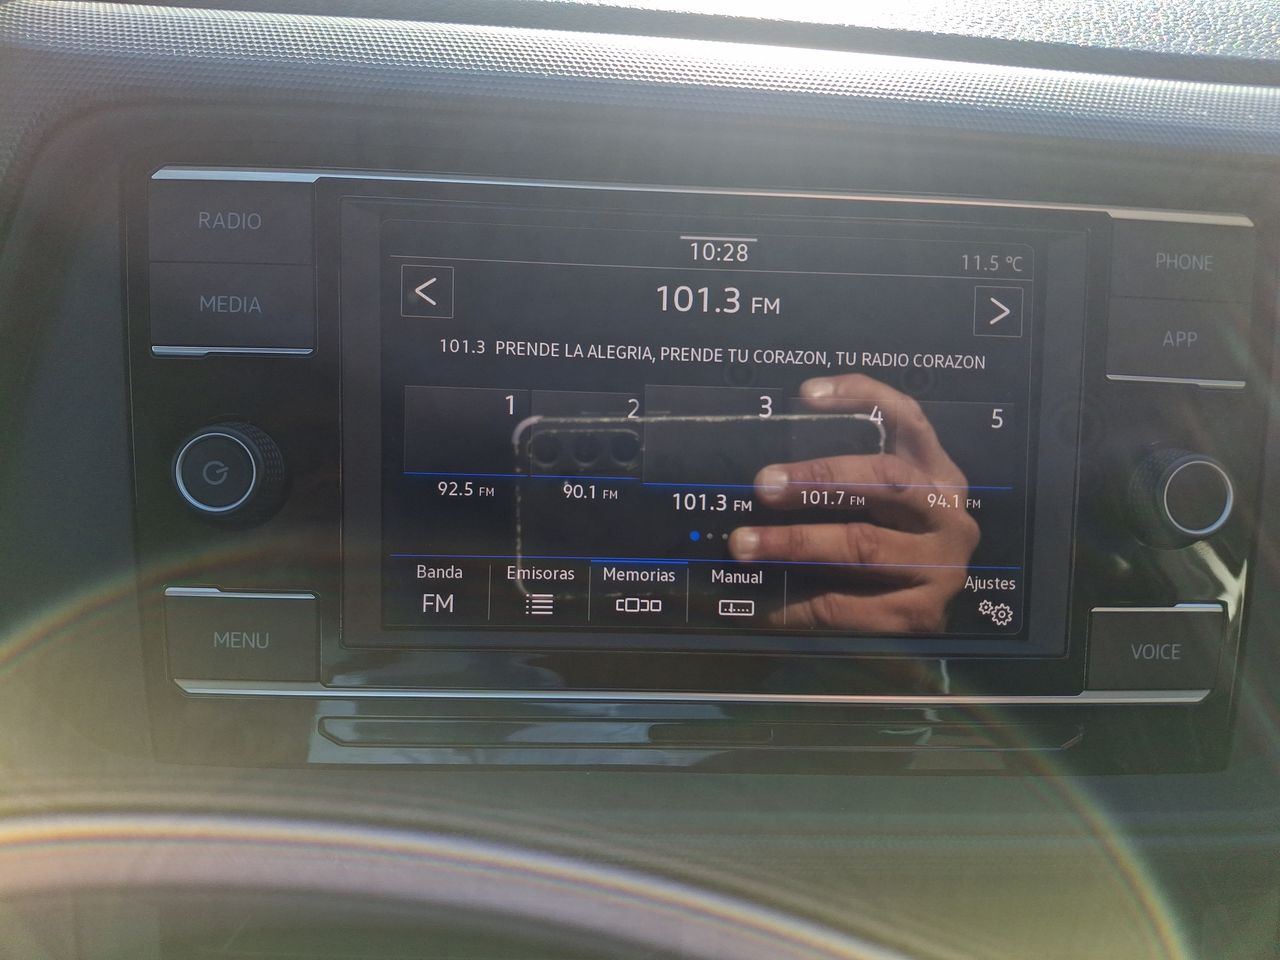 RADIO
MEDIA
MENU
10:28
11.5 °C
<
101.3 FM
>
101.3 PRENDE LA ALEGRIA, PRENDE TU CORAZON, TU RADIO CORAZON
1
2
3
4
5
92.5 FM
90.1 FM
101.3 FM
101.7 FM
94.1 FM
Banda
FM
Emisoras
Memorias
Manual
Ajustes
PHONE
APP
VOICE